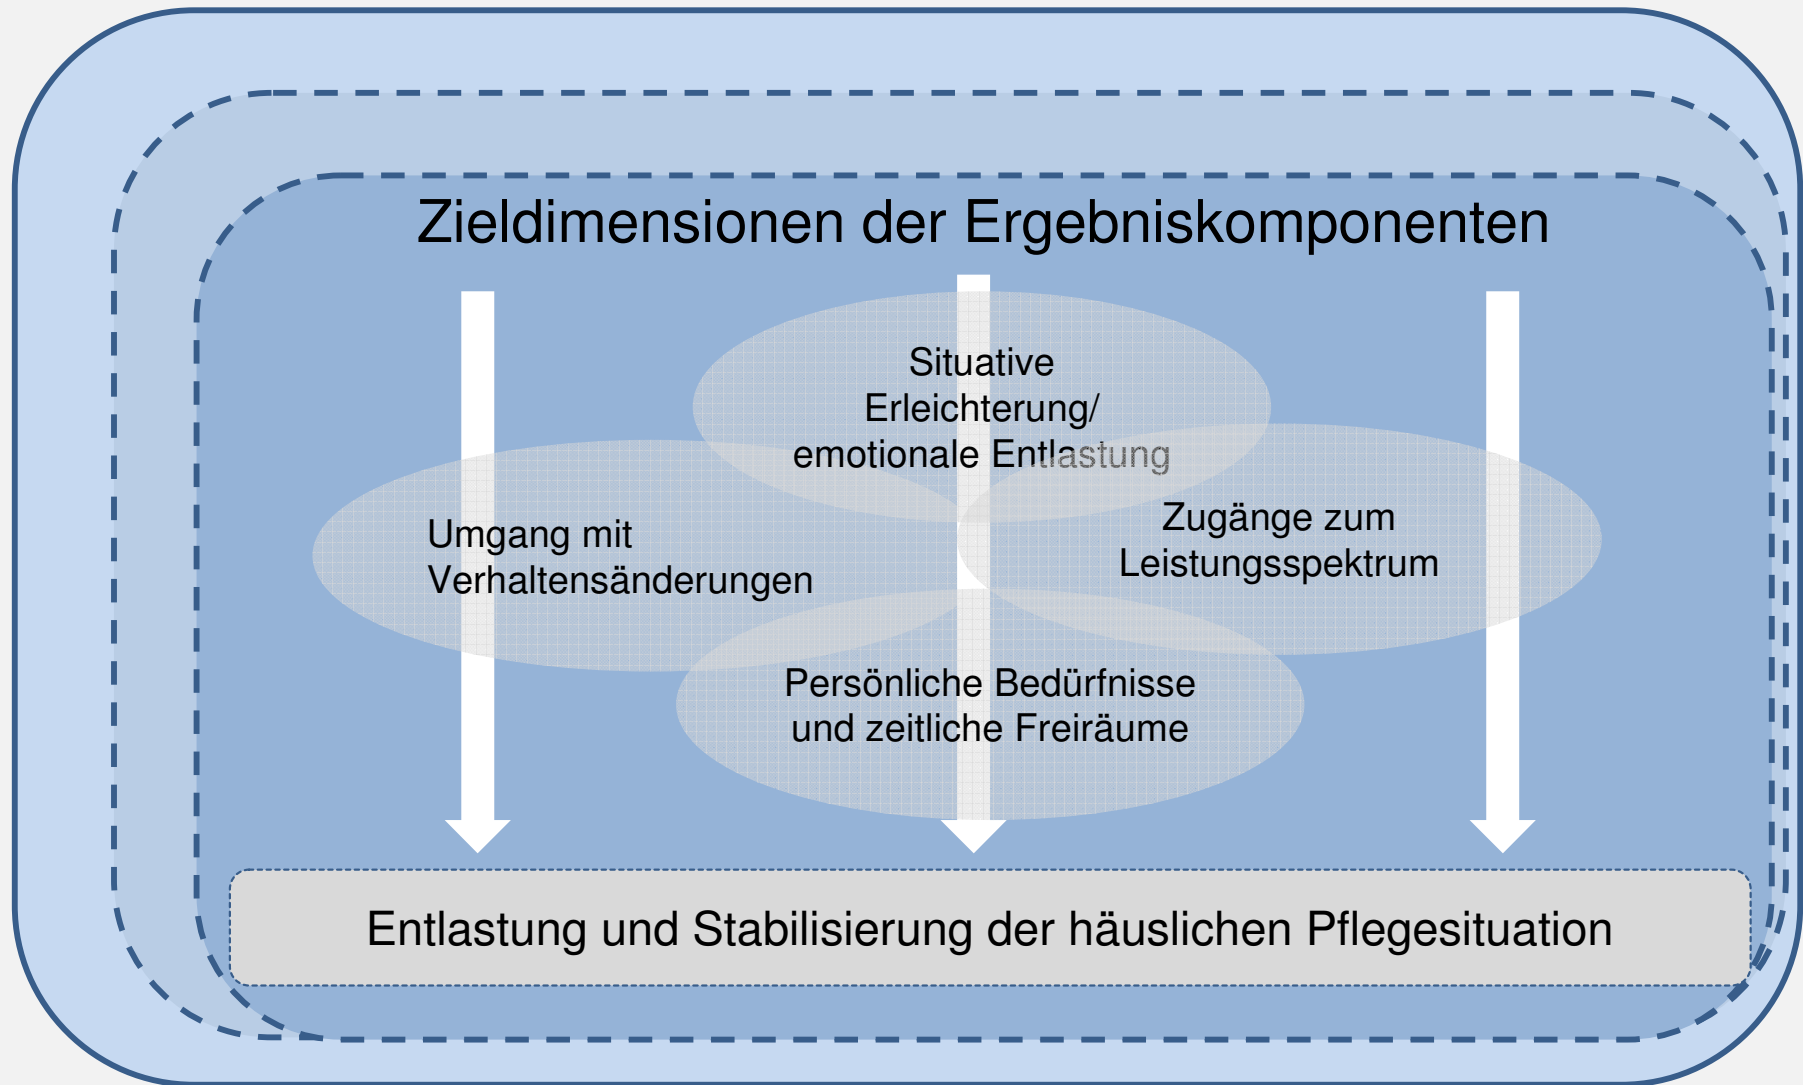 Zieldimensionen der Ergebniskomponenten
Situative
Erleichterung/
emotionale Entlastung
Umgang mit
Verhaltensänderungen
Zugänge zum
Leistungsspektrum
Persönliche Bedürfnisse
und zeitliche Freiräume
Entlastung und Stabilisierung der häuslichen Pflegesituation